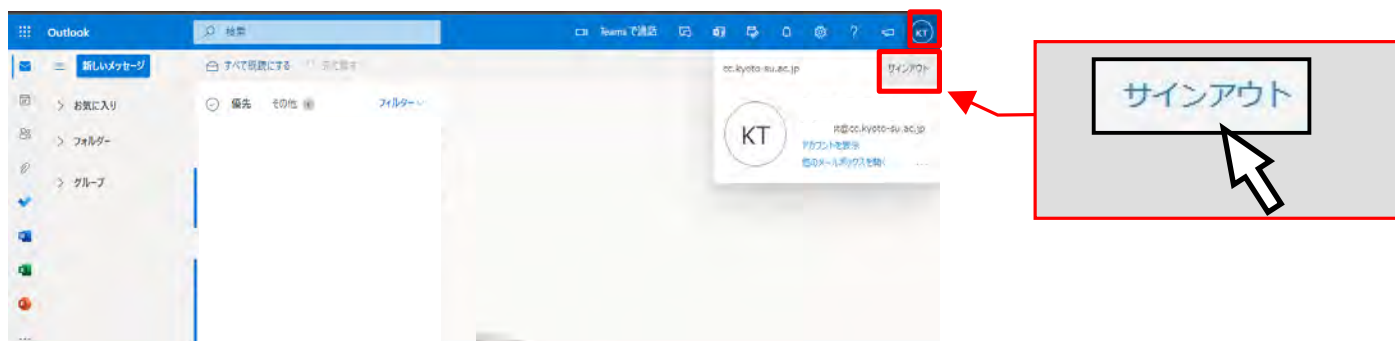 Outlook
検索
Teams で通話
KT
新しいメッセージ
すべて既読にする
cc.kyoto-su.ac.jp
サインアウト
お気に入り
優先 その他
フィルター
フォルダー
グループ
KT
@cc.kyoto-su.ac.jp
アカウントを表示
他のメールボックスを開く
サインアウト